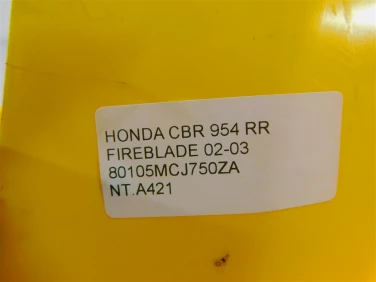 HONDA CBR 954 RR
FIREBLADE 02-03
80105MCJ750ZA
NT.A421